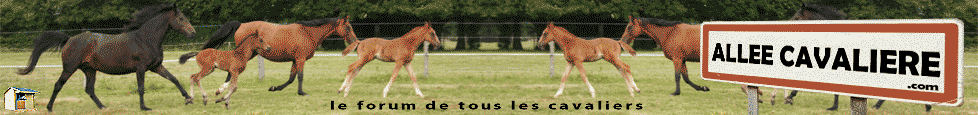 ALLEE CAVALIERE
.com
le forum de tous les cavaliers